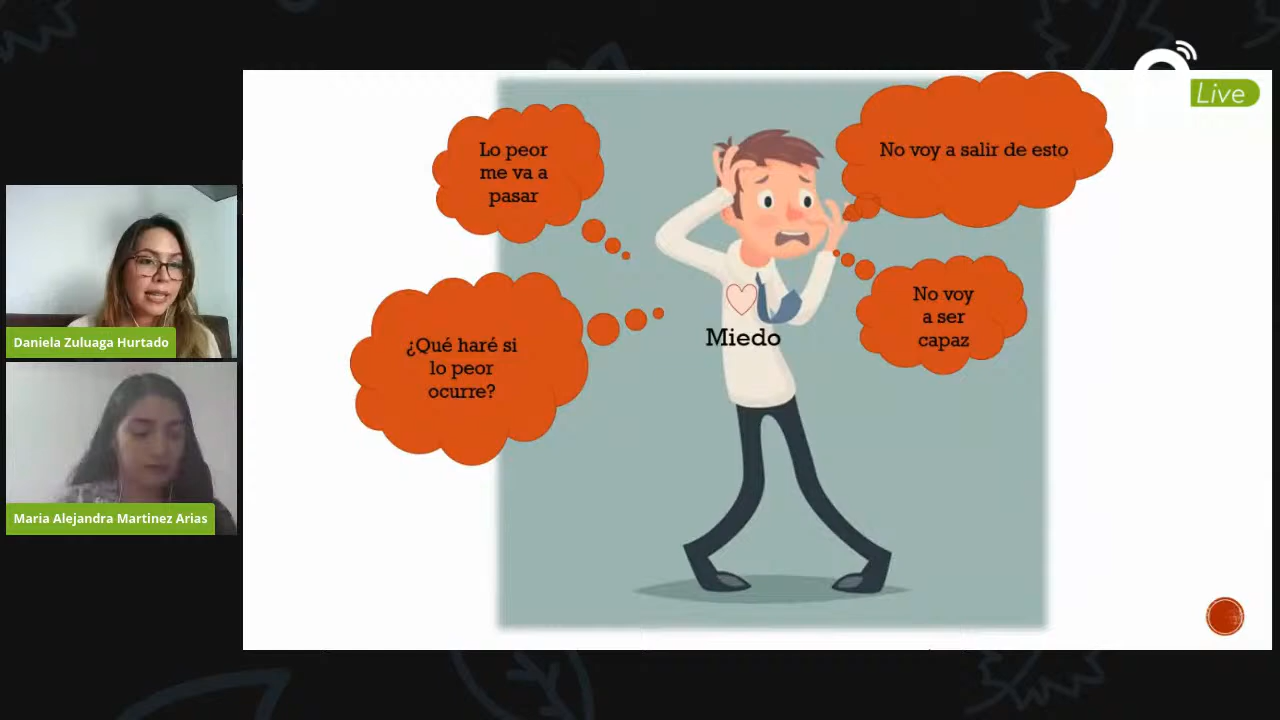 Live
Lo peor
me va a
pasar
No voy a salir de esto
¿Qué haré si
lo peor
ocurre?
Miedo
No voy
a ser
capaz
Daniela Zuluaga Hurtado
Maria Alejandra Martinez Arias